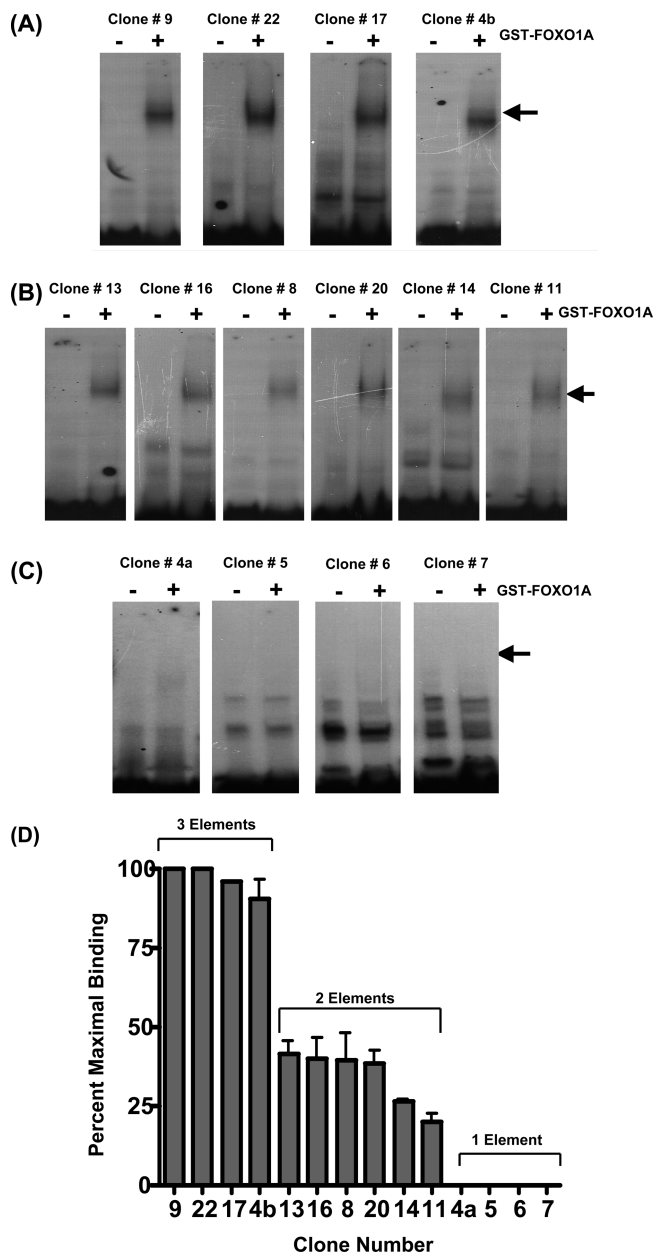 (A)
Clone # 9 Clone # 22 Clone # 17 Clone # 4b
- + - + - + - + GST-FOXO1A
(B)
Clone # 13 Clone # 16 Clone # 8 Clone # 20 Clone # 14 Clone # 11
- + - + - + - + - + - + GST-FOXO1A
(C)
Clone # 4a Clone # 5 Clone # 6 Clone # 7
- + - + - + - + GST-FOXO1A
(D)
3 Elements
2 Elements
1 Element
Percent Maximal Binding
100
75
50
25
0
9 22 17 4b 13 16 8 20 14 11 4a 5 6 7
Clone Number